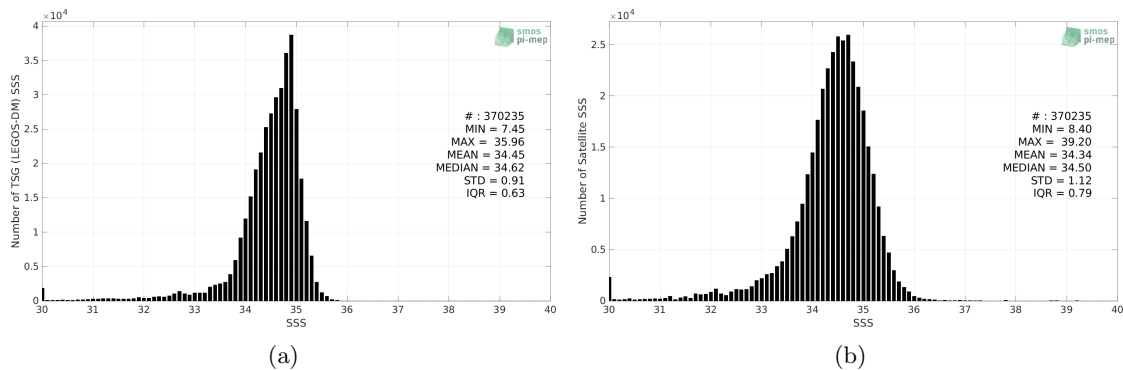 ×10^4
4
3.5
3
2.5
2
1.5
1
0.5
0
Number of TSG (LEGOS-DM) SSS
30 31 32 33 34 35 36 37 38 39 40
SSS
smos
pi-mep
# : 370235
MIN = 7.45
MAX = 35.96
MEAN = 34.45
MEDIAN = 34.62
STD = 0.91
IQR = 0.63
(a)
×10^4
2.5
2
1.5
1
0.5
0
Number of Satellite SSS
30 31 32 33 34 35 36 37 38 39 40
SSS
smos
pi-mep
# : 370235
MIN = 8.40
MAX = 39.20
MEAN = 34.34
MEDIAN = 34.50
STD = 1.12
IQR = 0.79
(b)